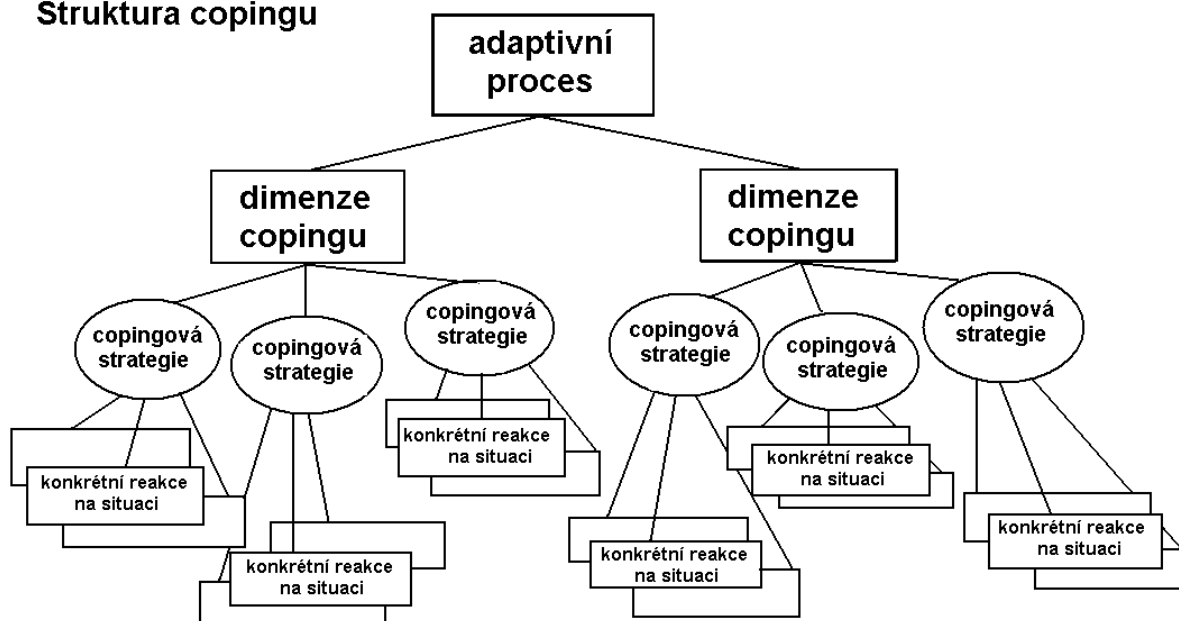 Struktura copingu
adaptivní
proces
dimenze
copingu
dimenze
copingu
copingová
strategie
copingová
strategie
copingová
strategie
copingová
strategie
copingová
strategie
copingová
strategie
konkrétní reakce
na situaci
konkrétní reakce
na situaci
konkrétní reakce
na situaci
konkrétní reakce
na situaci
konkrétní reakce
na situaci
konkrétní reakce
na situaci